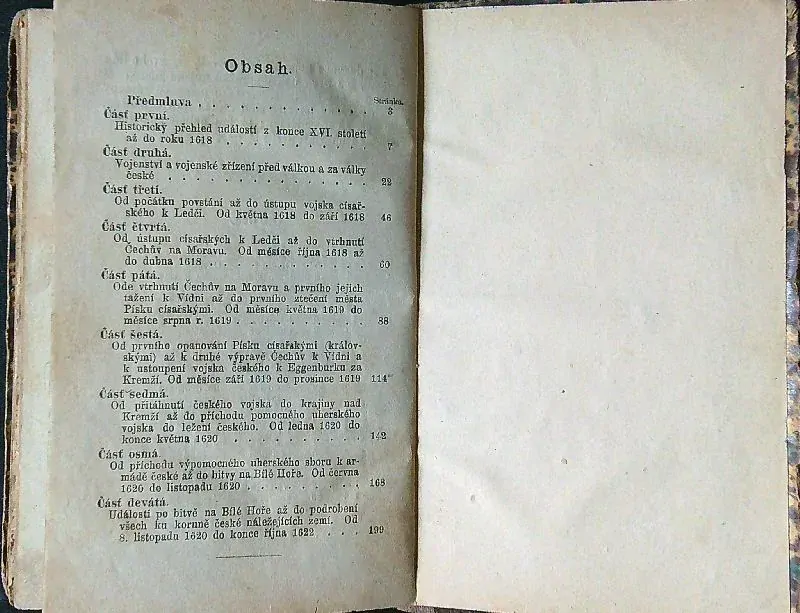 Obsah.
Stránka.
Předmluva . . . . . . . . . . . 3
Část první.
Historický přehled událostí z konce XVI. století
až do roku 1618 . . . . . . . . . 7
Část druhá.
Vojenství a vojenské zřízení před válkou a za války
české . . . . . . . . . . . . . 22
Část třetí.
Od počátku povstání až do ústupu vojska císař-
ského k Ledči. Od května 1618 do září 1618 46
Část čtvrtá.
Od ústupu císařských k Ledči až do vtrhnutí
Čechův na Moravu. Od měsíce října 1618 až
do dubna 1618 . . . . . . . . . . 60
Část pátá.
Ode vtrhnutí Čechův na Moravu a prvního jejich
tažení k Vídni až do prvního ztečení města
Písku císařskými. Od měsíce května 1619 do
měsíce srpna r. 1619 . . . . . . . . . 88
Část šestá.
Od prvního opanování Písku císařskými (králov-
skými) až k druhé výpravě Čechův k Vídni a
k ustoupení vojska českého k Eggenburku za
Kremží. Od měsíce září 1619 do prosince 1619 114
Část sedmá.
Od přitáhnutí českého vojska do krajiny nad
Kremží až do příchodu pomocného uherského
vojska do ležení českého. Od ledna 1620 do
konce května 1620 . . . . . . . . . 142
Část osmá.
Od příchodu výpomocného uherského sboru k ar-
mádě české až do bitvy na Bílé Hoře. Od června
1620 do listopadu 1620 . . . . . . . . 168
Část devátá.
Události po bitvě na Bílé Hoře až do podrobení
všech ku koruně české náležejících zemí. Od
8. listopadu 1620 do konce října 1622 . . . 199